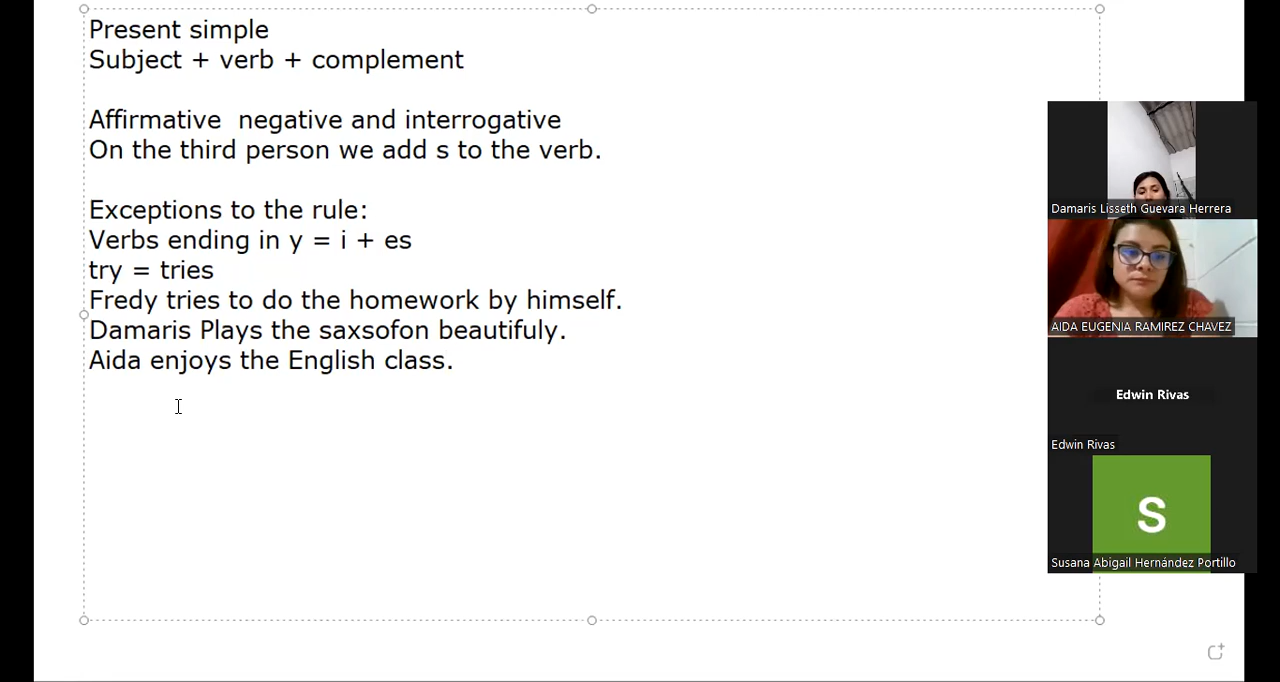 Present simple
Subject + verb + complement
Affirmative  negative and interrogative
On the third person we add s to the verb.
Exceptions to the rule:
Verbs ending in y = i + es
try = tries
Fredy tries to do the homework by himself.
Damaris Plays the saxsofon beautifuly.
Aida enjoys the English class.
Damaris Lisseth Guevara Herrera
AIDA EUGENIA RAMIREZ CHAVEZ
Edwin Rivas
Edwin Rivas
S
Susana Abigail Hernández Portillo